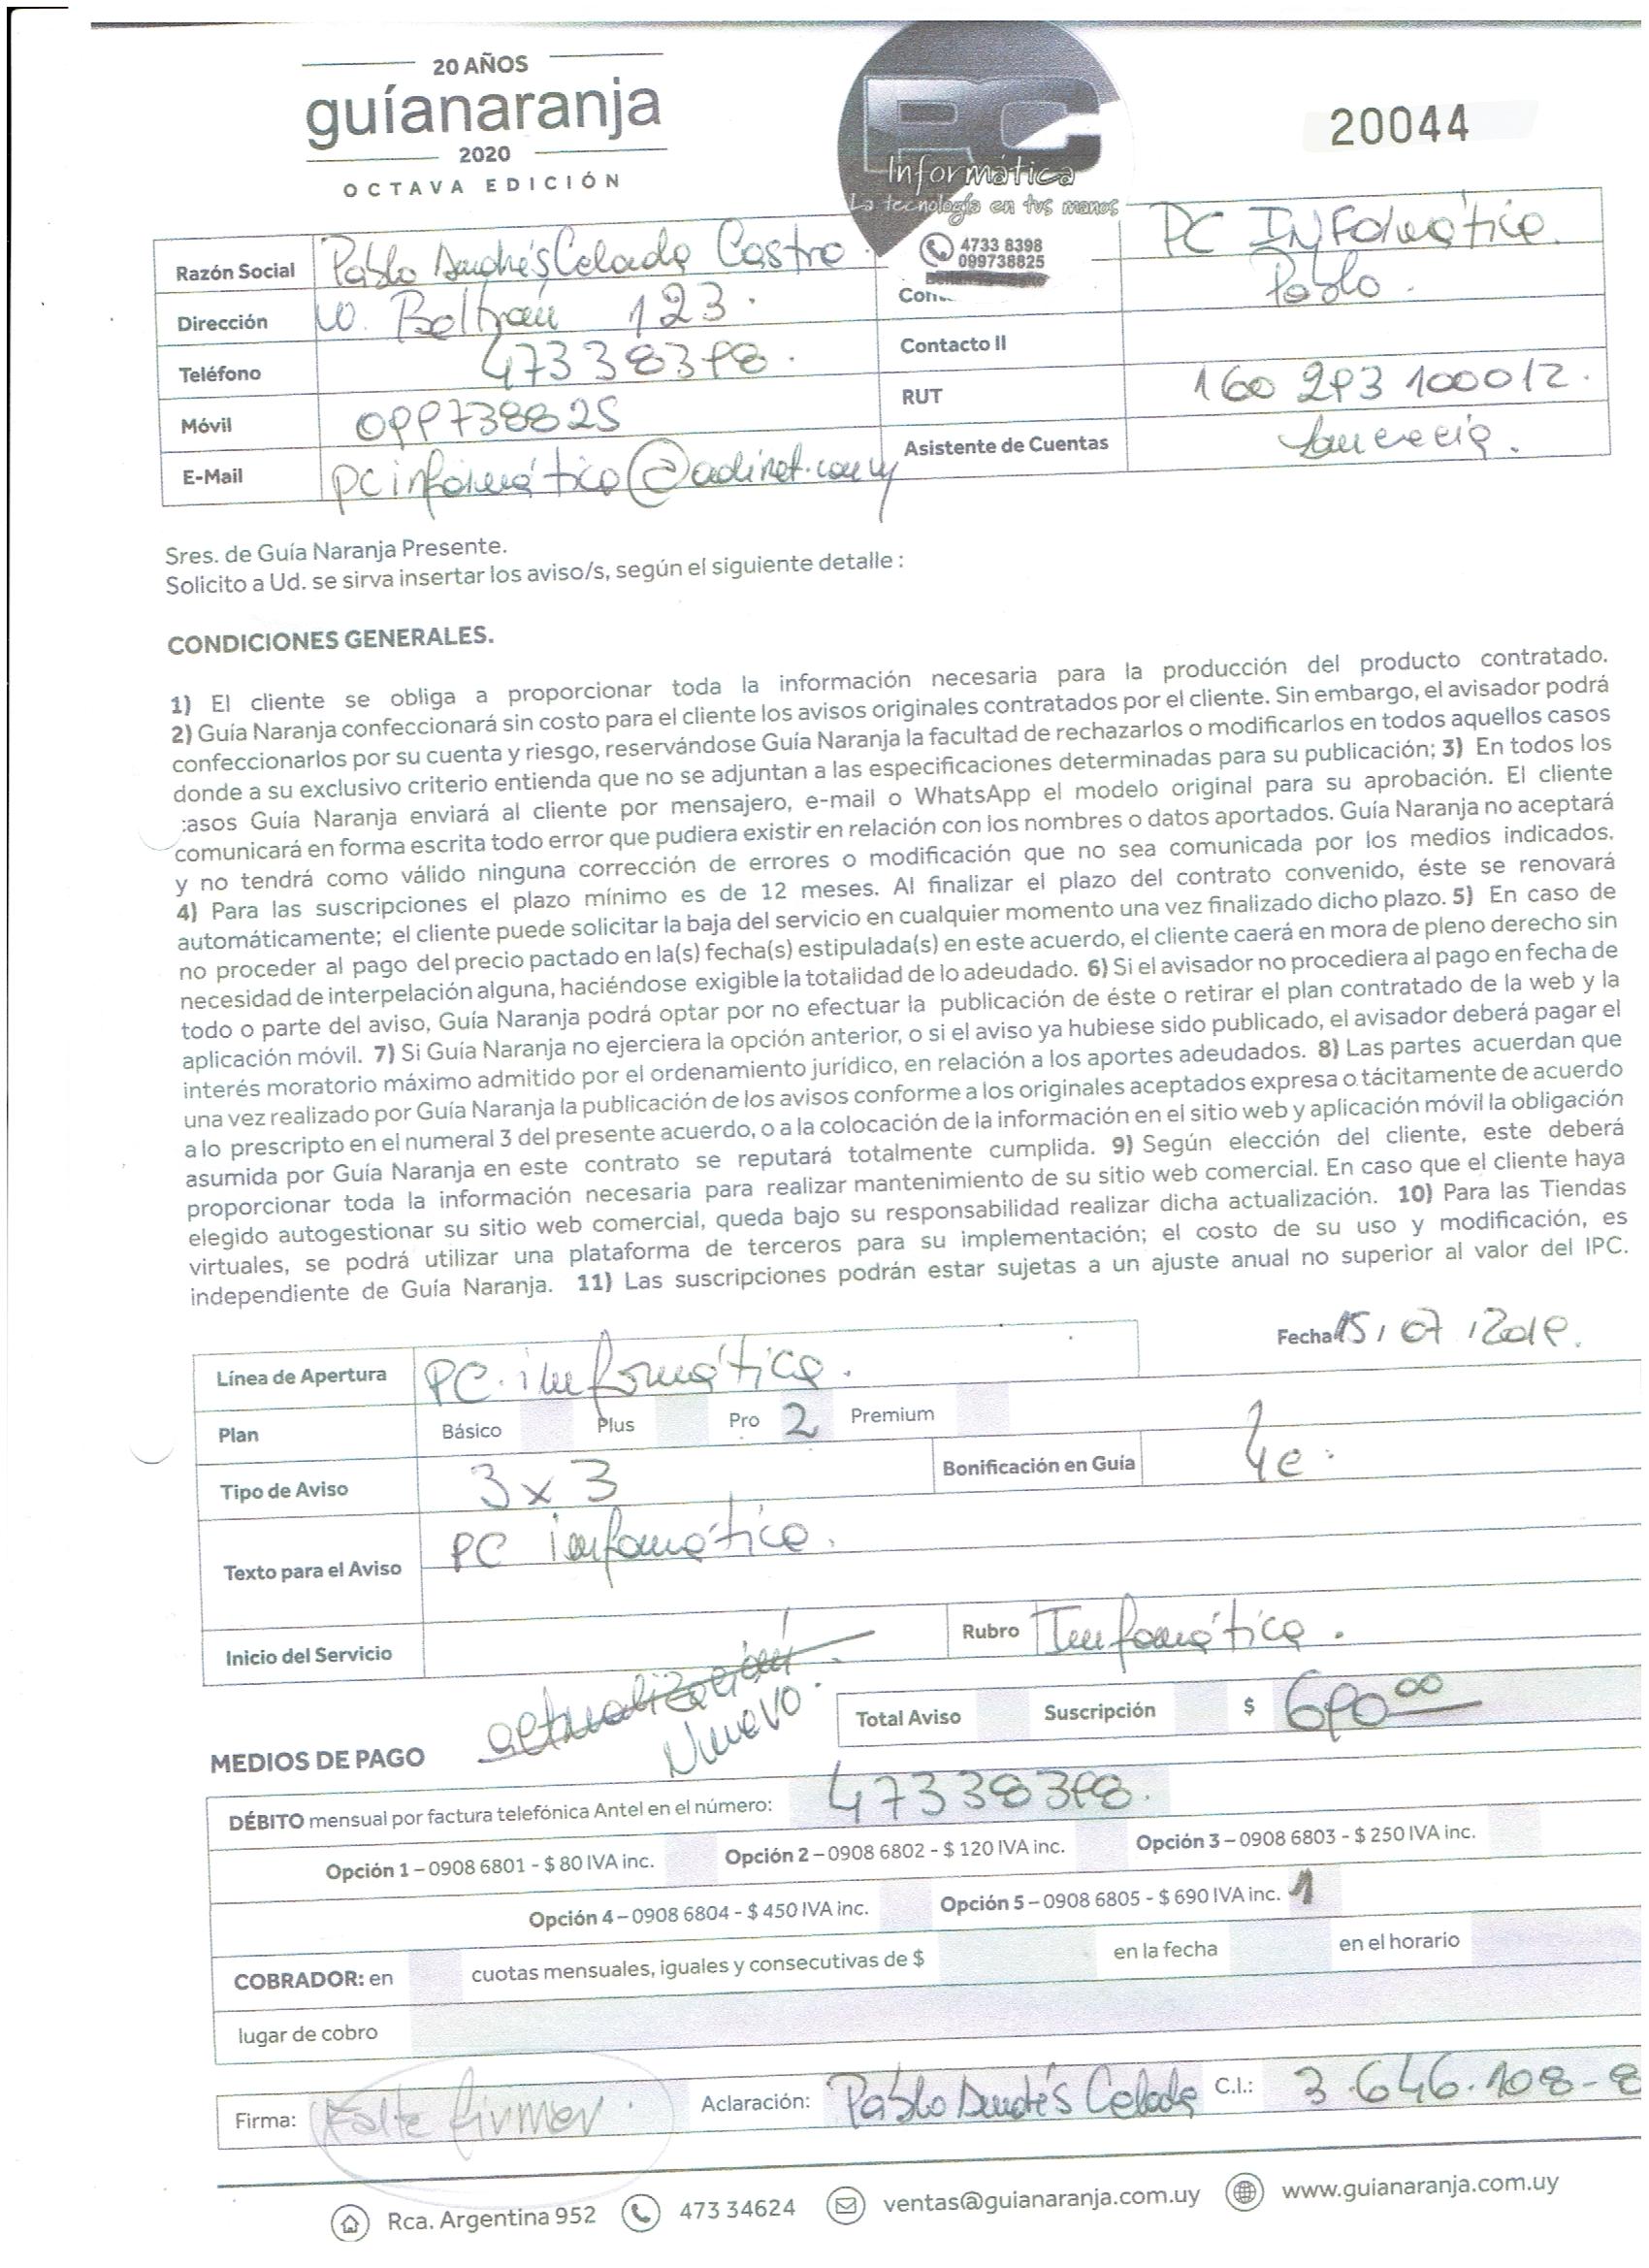 20 AÑOS
guíanaranja
2020
OCTAVA EDICIÓN
PC
Informática
La tecnología en tus manos
4733 8398
099738825
20044
Razón Social Pablo Andrés Celada Castro. PC INFormática.
Dirección W. Beltrán 123. Pablo.
Teléfono 47338398. Contacto II
Móvil 099738825 RUT 160 293 100012.
E-Mail pcinformática@adinet.com.uy Asistente de Cuentas
Sres. de Guía Naranja Presente.
Solicito a Ud. se sirva insertar los aviso/s, según el siguiente detalle :
CONDICIONES GENERALES.
1) El cliente se obliga a proporcionar toda la información necesaria para la producción del producto contratado.
2) Guía Naranja confeccionará sin costo para el cliente los avisos originales contratados por el cliente. Sin embargo, el avisador podrá
confeccionarlos por su cuenta y riesgo, reservándose Guía Naranja la facultad de rechazarlos o modificarlos en todos aquellos casos
donde a su exclusivo criterio entienda que no se adjuntan a las especificaciones determinadas para su publicación; 3) En todos los
casos Guía Naranja enviará al cliente por mensajero, e-mail o WhatsApp el modelo original para su aprobación. El cliente
comunicará en forma escrita todo error que pudiera existir en relación con los nombres o datos aportados. Guía Naranja no aceptará
y no tendrá como válido ninguna corrección de errores o modificación que no sea comunicada por los medios indicados.
4) Para las suscripciones el plazo mínimo es de 12 meses. Al finalizar el plazo del contrato convenido, éste se renovará
automáticamente; el cliente puede solicitar la baja del servicio en cualquier momento una vez finalizado dicho plazo. 5) En caso de
no proceder al pago del precio pactado en la(s) fecha(s) estipulada(s) en este acuerdo, el cliente caerá en mora de pleno derecho sin
necesidad de interpelación alguna, haciéndose exigible la totalidad de lo adeudado. 6) Si el avisador no procediera al pago en fecha de
todo o parte del aviso, Guía Naranja podrá optar por no efectuar la publicación de éste o retirar el plan contratado de la web y la
aplicación móvil. 7) Si Guía Naranja no ejerciera la opción anterior, o si el aviso ya hubiese sido publicado, el avisador deberá pagar el
interés moratorio máximo admitido por el ordenamiento jurídico, en relación a los aportes adeudados. 8) Las partes acuerdan que
una vez realizado por Guía Naranja la publicación de los avisos conforme a los originales aceptados expresa o tácitamente de acuerdo
a lo prescripto en el numeral 3 del presente acuerdo, o a la colocación de la información en el sitio web y aplicación móvil la obligación
asumida por Guía Naranja en este contrato se reputará totalmente cumplida. 9) Según elección del cliente, este deberá
proporcionar toda la información necesaria para realizar mantenimiento de su sitio web comercial. En caso que el cliente haya
elegido autogestionar su sitio web comercial, queda bajo su responsabilidad realizar dicha actualización. 10) Para las Tiendas
virtuales, se podrá utilizar una plataforma de terceros para su implementación; el costo de su uso y modificación, es
independiente de Guía Naranja. 11) Las suscripciones podrán estar sujetas a un ajuste anual no superior al valor del IPC.
Fecha 15/07/2019.
Línea de Apertura PC. informática.
Plan Básico Plus Pro 2 Premium
Tipo de Aviso 3 x 3 Bonificación en Guía
Texto para el Aviso PC informática.
Inicio del Servicio Rubro Informática.
actualización
Nuevo.
Total Aviso Suscripción $ 690 00
MEDIOS DE PAGO
DÉBITO mensual por factura telefónica Antel en el número: 47338398.
Opción 1 – 0908 6801 - $ 80 IVA inc. Opción 2 – 0908 6802 - $ 120 IVA inc. Opción 3 – 0908 6803 - $ 250 IVA inc.
Opción 4 – 0908 6804 - $ 450 IVA inc. Opción 5 – 0908 6805 - $ 690 IVA inc. 1
COBRADOR: en cuotas mensuales, iguales y consecutivas de $ en la fecha en el horario
lugar de cobro
Firma: Falta firmar. Aclaración: Pablo Andrés Celada C.I.: 3.646.108-8
Rca. Argentina 952 473 34624 ventas@guianaranja.com.uy www.guianaranja.com.uy